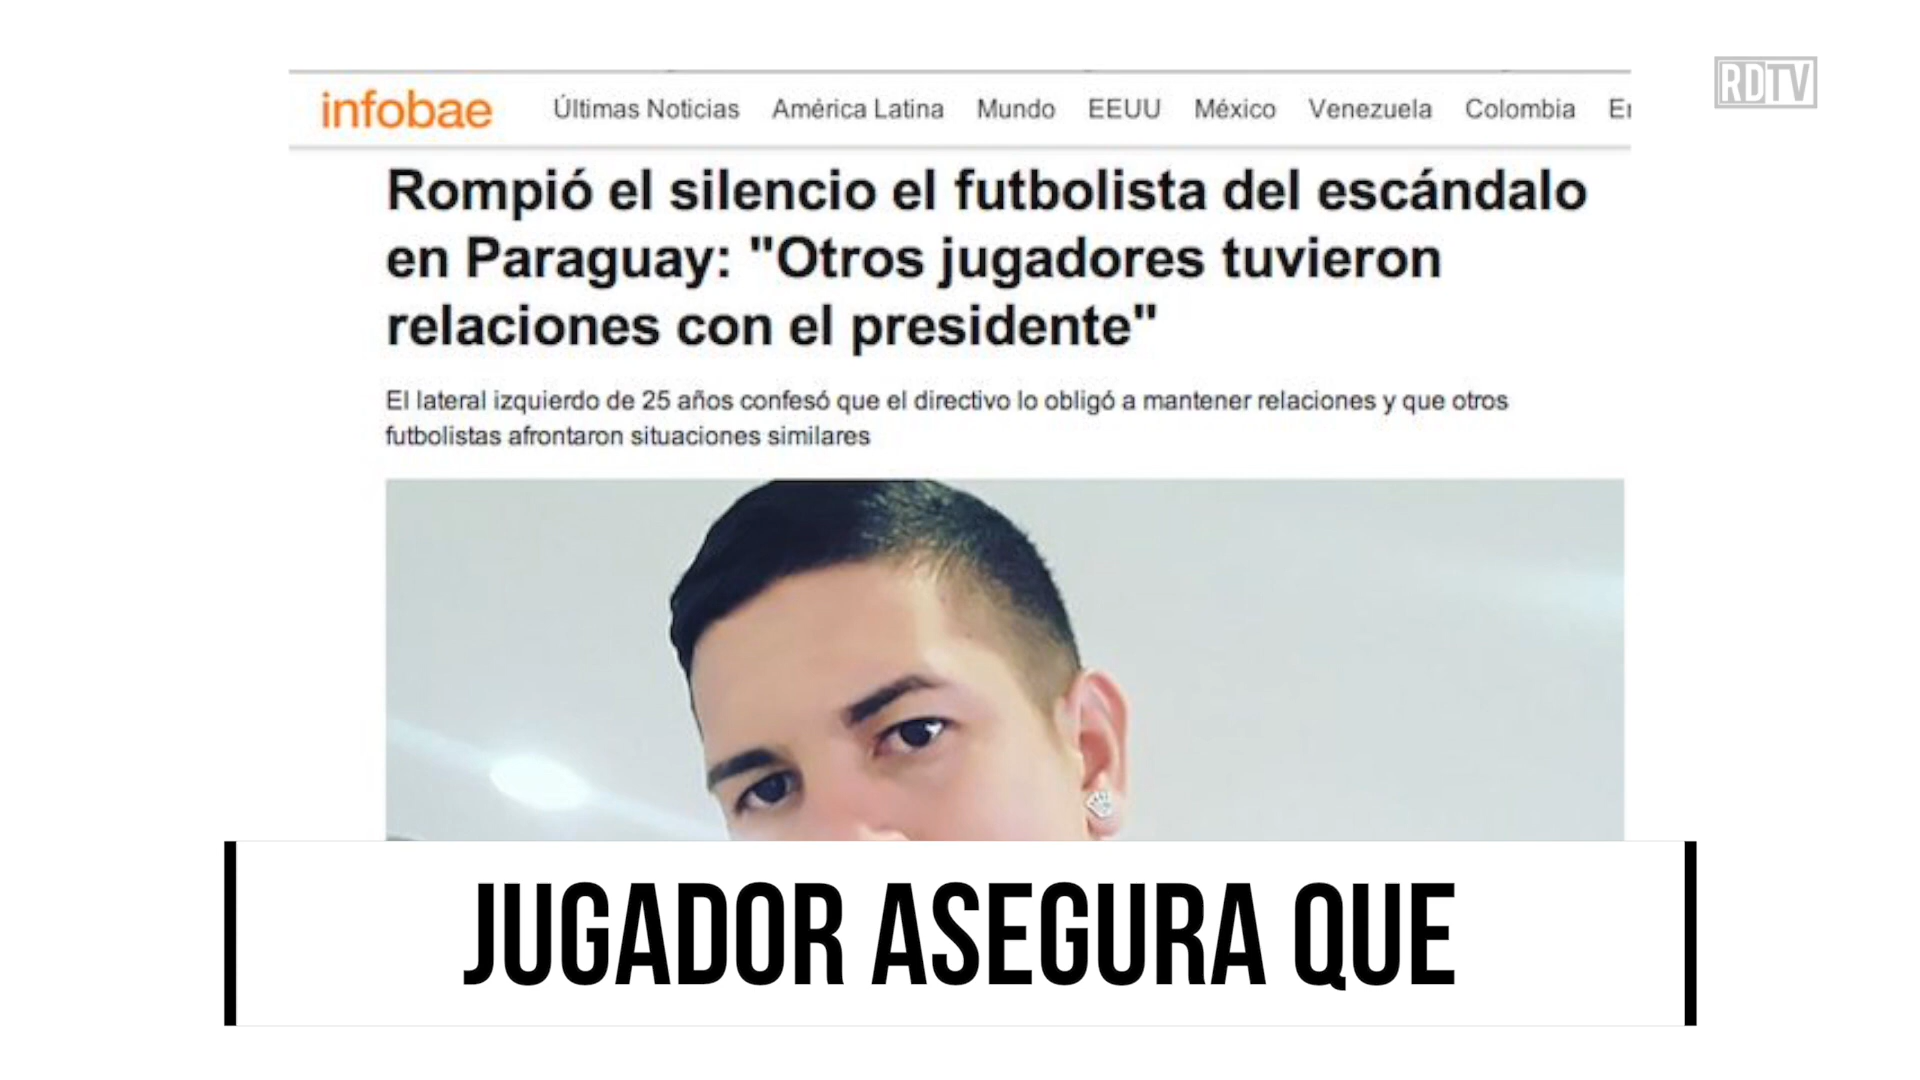 RDTV
infobae Últimas Noticias América Latina Mundo EEUU México Venezuela Colombia
Rompió el silencio el futbolista del escándalo
en Paraguay: "Otros jugadores tuvieron
relaciones con el presidente"
El lateral izquierdo de 25 años confesó que el directivo lo obligó a mantener relaciones y que otros
futbolistas afrontaron situaciones similares
JUGADOR ASEGURA QUE